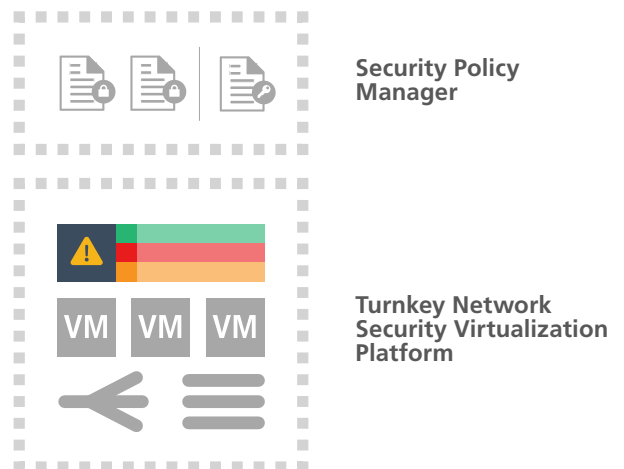 Security Policy
Manager
VM VM VM
Turnkey Network
Security Virtualization
Platform